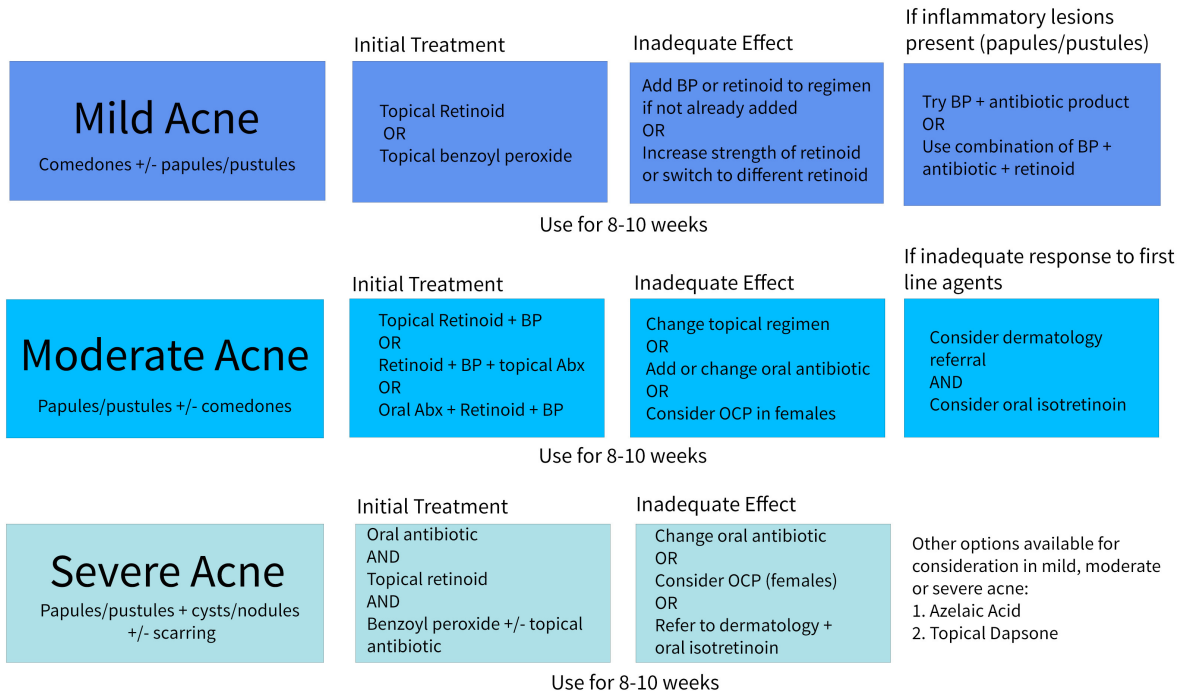 Mild Acne
Comedones +/- papules/pustules
Initial Treatment
Topical Retinoid
OR
Topical benzoyl peroxide
Inadequate Effect
Add BP or retinoid to regimen
if not already added
OR
Increase strength of retinoid
or switch to different retinoid
If inflammatory lesions
present (papules/pustules)
Try BP + antibiotic product
OR
Use combination of BP +
antibiotic + retinoid
Use for 8-10 weeks
Moderate Acne
Papules/pustules +/- comedones
Initial Treatment
Topical Retinoid + BP
OR
Retinoid + BP + topical Abx
OR
Oral Abx + Retinoid + BP
Inadequate Effect
Change topical regimen
OR
Add or change oral antibiotic
OR
Consider OCP in females
If inadequate response to first
line agents
Consider dermatology
referral
AND
Consider oral isotretinoin
Use for 8-10 weeks
Severe Acne
Papules/pustules + cysts/nodules
+/- scarring
Initial Treatment
Oral antibiotic
AND
Topical retinoid
AND
Benzoyl peroxide +/- topical
antibiotic
Inadequate Effect
Change oral antibiotic
OR
Consider OCP (females)
OR
Refer to dermatology +
oral isotretinoin
Other options available for
consideration in mild, moderate
or severe acne:
1. Azelaic Acid
2. Topical Dapsone
Use for 8-10 weeks